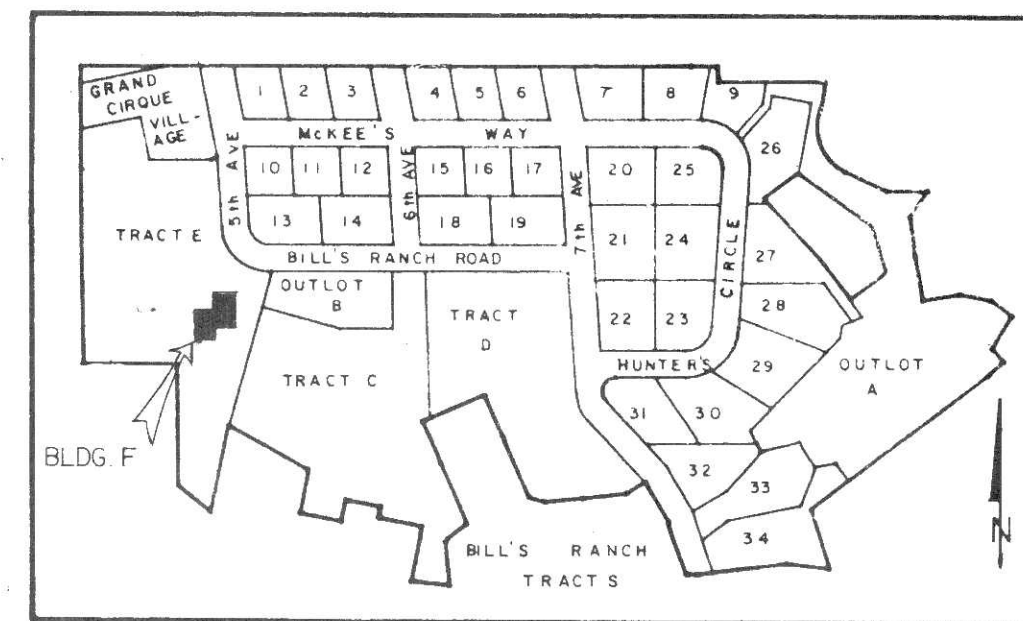 GRAND
CIRQUE
VILL-
AGE
1 2 3 4 5 6 7 8 9
McKEE'S WAY
26
5th AVE
10 11 12
6th AVE
15 16 17
7th AVE
20 25
13 14
18 19
TRACT E
21 24
CIRCLE
27
BILL'S RANCH ROAD
OUTLOT
B
28
TRACT
D
22 23
HUNTER'S
29
OUTLOT
A
TRACT C
31 30
BLDG. F
32
33
34
BILL'S RANCH
TRACTS
N